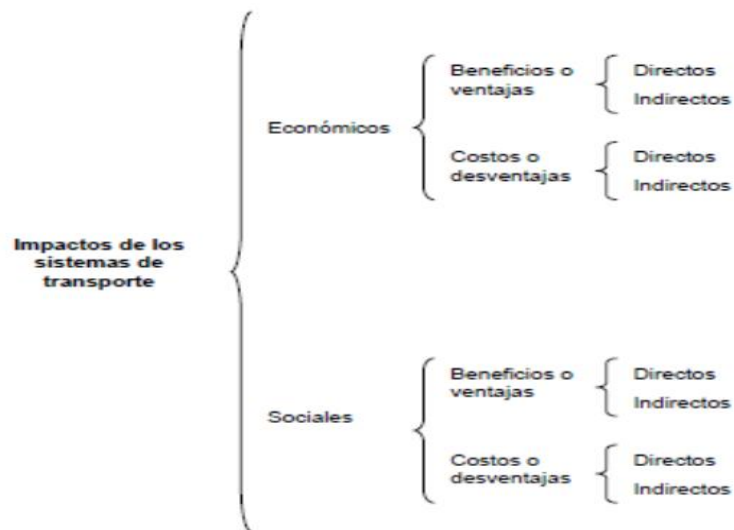 Impactos de los
sistemas de
transporte
Económicos
Beneficios o
ventajas
Directos
Indirectos
Costos o
desventajas
Directos
Indirectos
Sociales
Beneficios o
ventajas
Directos
Indirectos
Costos o
desventajas
Directos
Indirectos